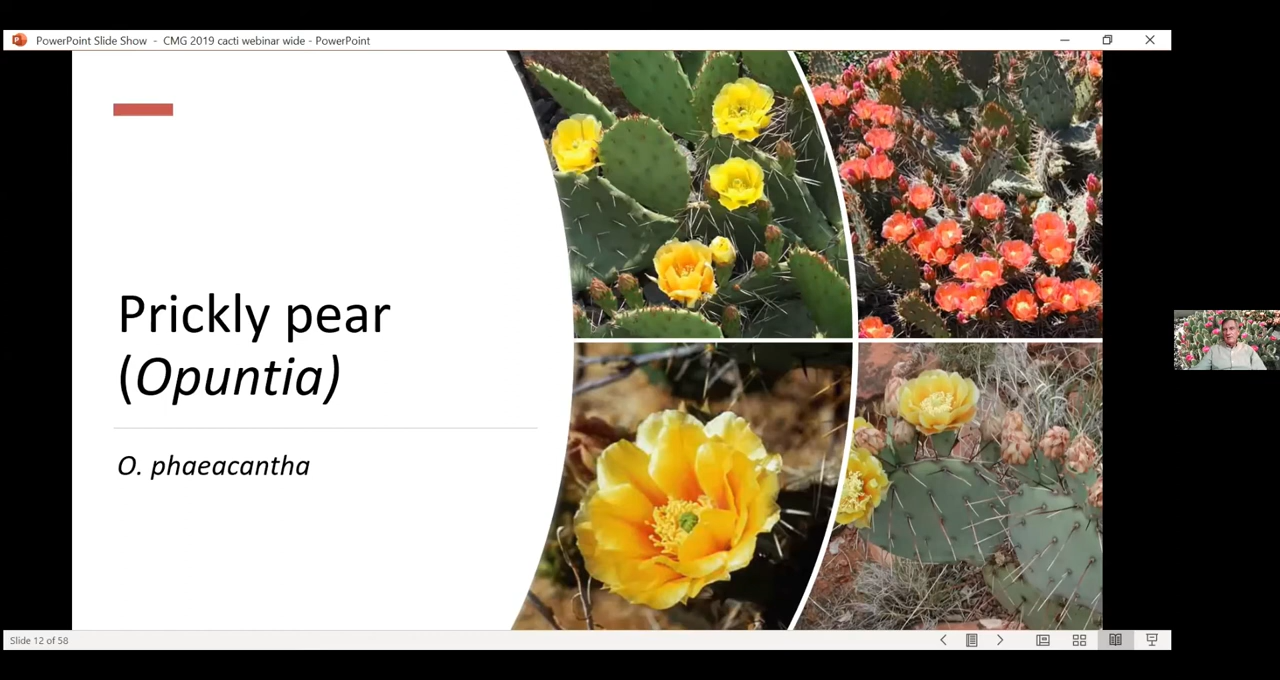 PowerPoint Slide Show - CMG 2019 cacti webinar wide - PowerPoint
Prickly pear
(Opuntia)
O. phaeacantha
Slide 12 of 58